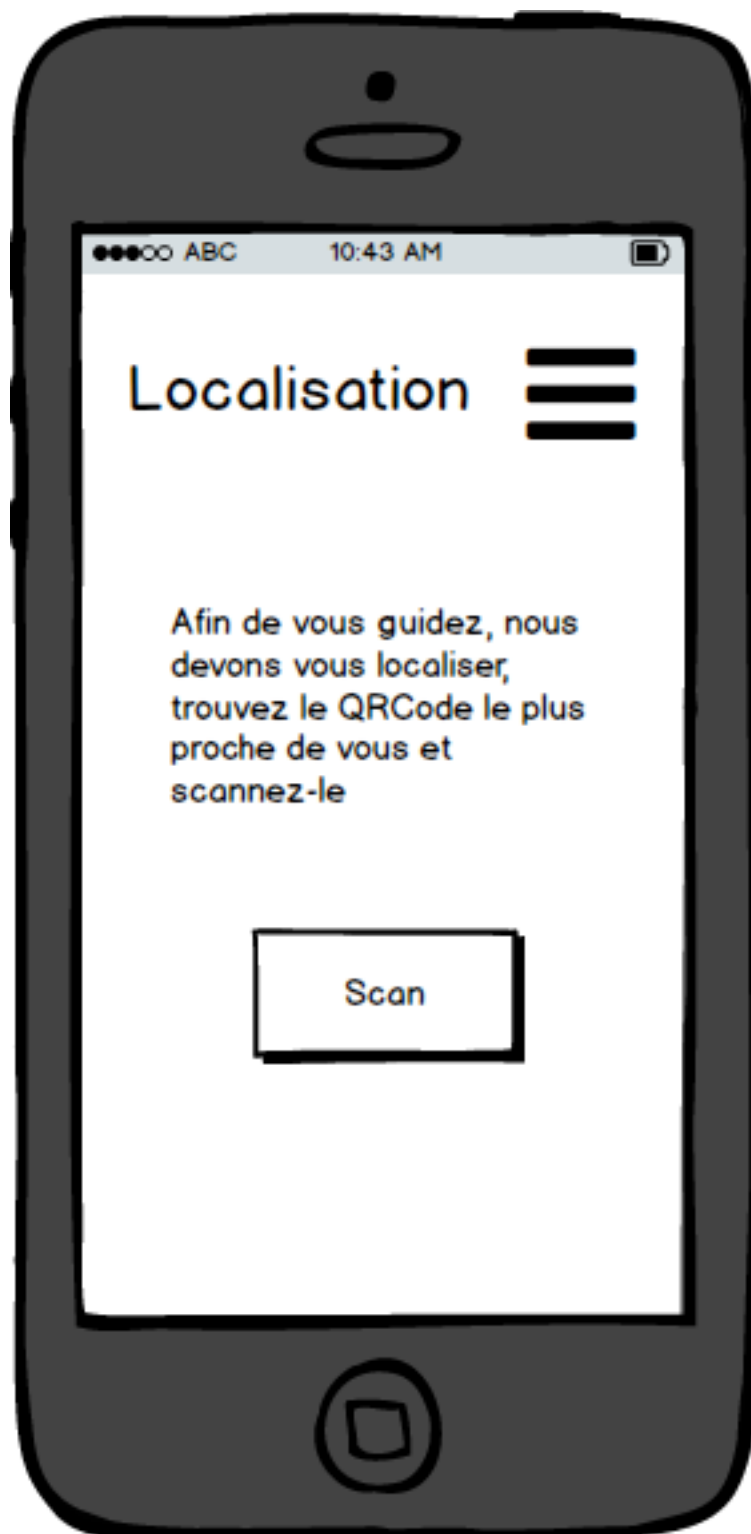 ABC 10:43 AM
Localisation
Afin de vous guidez, nous
devons vous localiser,
trouvez le QRCode le plus
proche de vous et
scannez-le
Scan